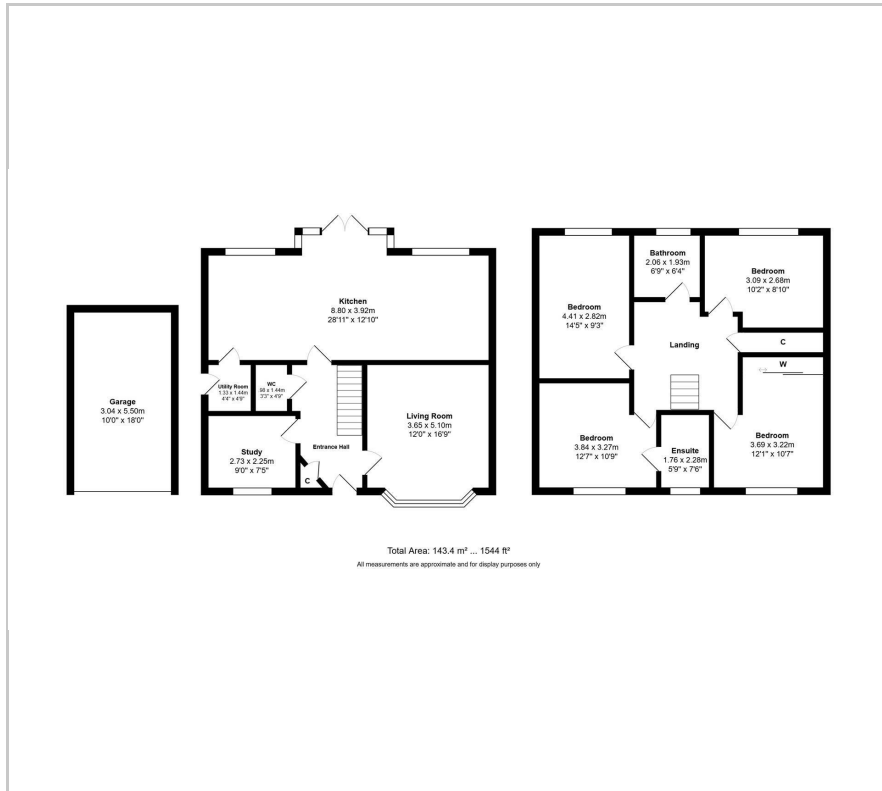 Garage
3.04 x 5.50m
10'0" x 18'0"
Kitchen
8.80 x 3.92m
28'11" x 12'10"
Utility Room
1.33 x 1.44m
4'4" x 4'9"
WC
.98 x 1.44m
3'3" x 4'9"
Study
2.73 x 2.25m
9'0" x 7'5"
Entrance Hall
C
Living Room
3.65 x 5.10m
12'0" x 16'9"
Bedroom
4.41 x 2.82m
14'5" x 9'3"
Bathroom
2.06 x 1.93m
6'9" x 6'4"
Bedroom
3.09 x 2.68m
10'2" x 8'10"
Landing
C
W
Bedroom
3.84 x 3.27m
12'7" x 10'9"
Ensuite
1.76 x 2.28m
5'9" x 7'6"
Bedroom
3.69 x 3.22m
12'1" x 10'7"
Total Area: 143.4 m² ... 1544 ft²
All measurements are approximate and for display purposes only